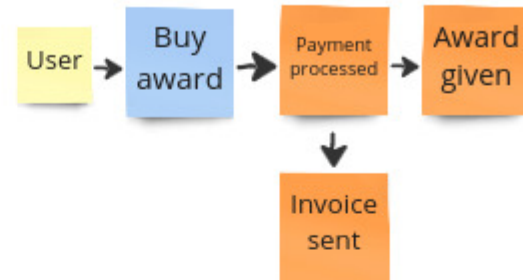 User
Buy
award
Payment
processed
Award
given
Invoice
sent